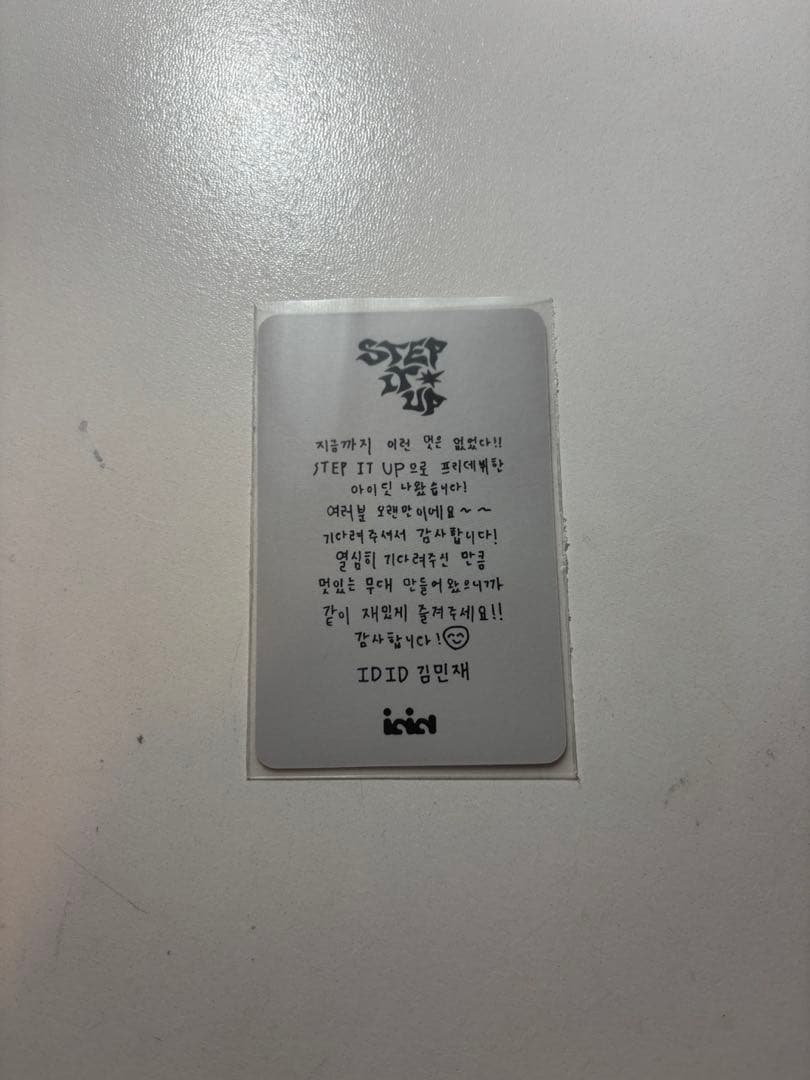 STEP
IT
UP
지금까지 이런 멋은 없었다!!
STEP IT UP으로 프리데뷔한
아이딧 나왔습니다!
여러분 오랜만이에요~~
기다려주셔서 감사합니다!
열심히 기다려주신 만큼
멋있는 무대 만들어왔으니까
같이 재밌게 즐겨주세요!!
감사합니다!
IDID 김민재
idid